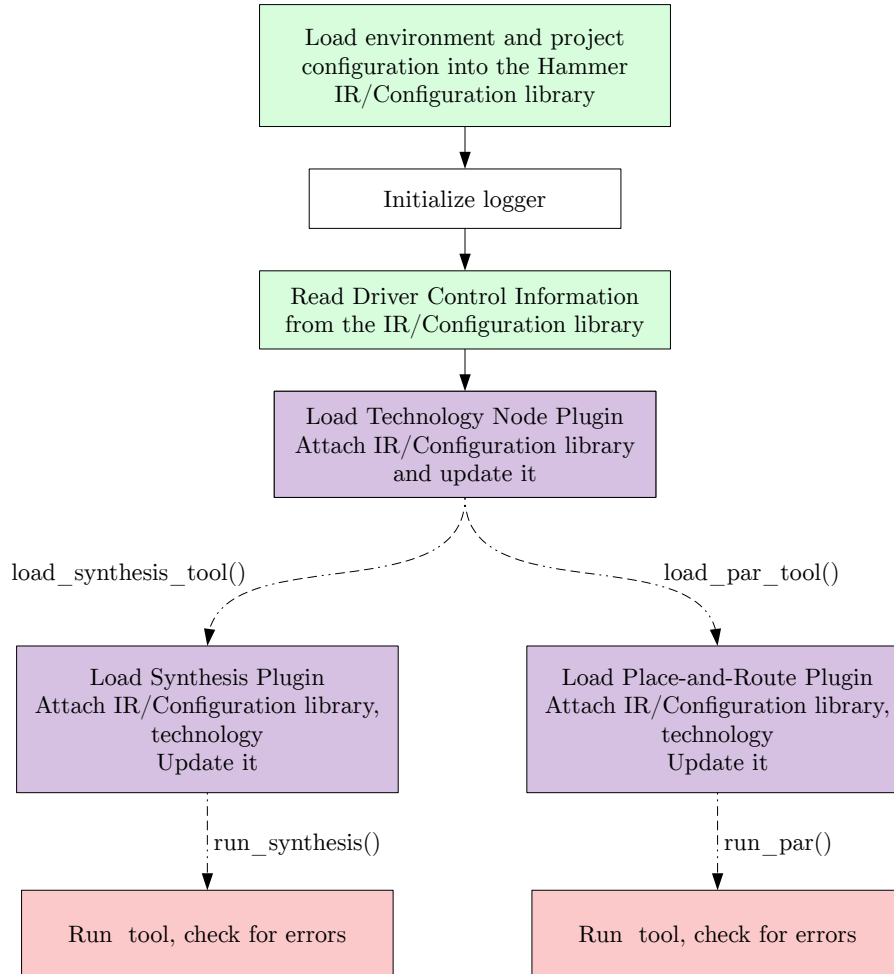 Load environment and project
configuration into the Hammer
IR/Configuration library
Initialize logger
Read Driver Control Information
from the IR/Configuration library
Load Technology Node Plugin
Attach IR/Configuration library
and update it
load_synthesis_tool()
load_par_tool()
Load Synthesis Plugin
Attach IR/Configuration library,
technology
Update it
Load Place-and-Route Plugin
Attach IR/Configuration library,
technology
Update it
run_synthesis()
run_par()
Run  tool, check for errors
Run  tool, check for errors